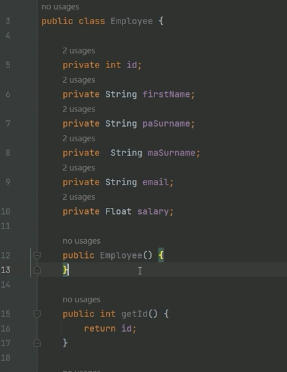 no usages
3 public class Employee {
4
2 usages
5 private int id;
2 usages
6 private String firstName;
2 usages
7 private String paSurname;
2 usages
8 private  String maSurname;
2 usages
9 private String email;
2 usages
10 private Float salary;
11
no usages
12 public Employee() {
13 }
14
no usages
15 public int getId() {
16 return id;
17 }
18